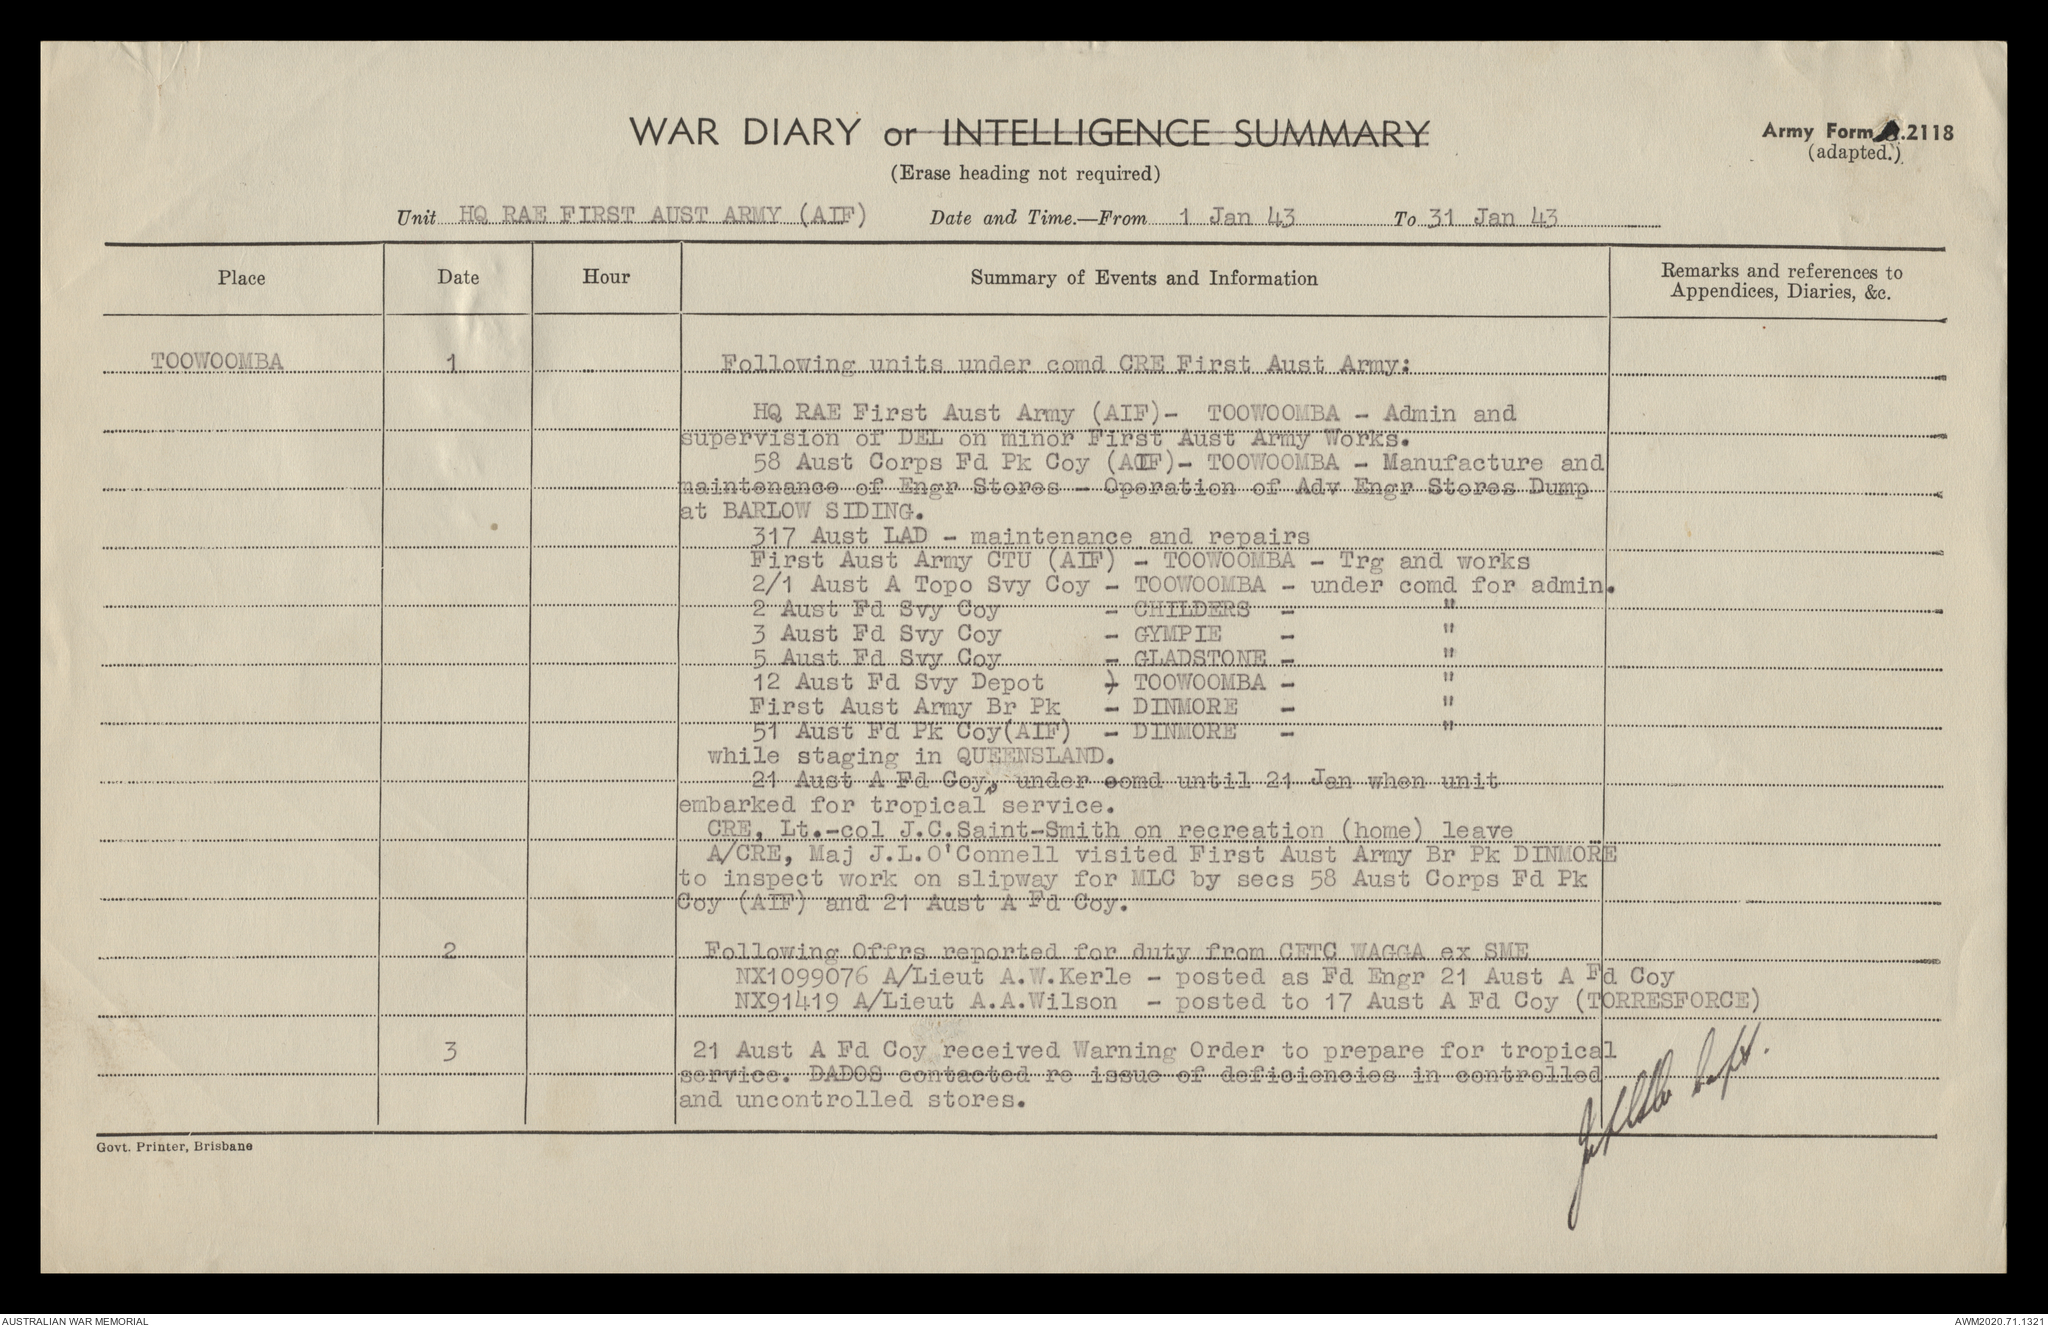 WAR DIARY or INTELLIGENCE SUMMARY
(Erase heading not required)
Army Form .2118
(adapted.)
Unit HQ RAE FIRST AUST ARMY (AIF) Date and Time.—From 1 Jan 43 To 31 Jan 43
Place Date Hour Summary of Events and Information Remarks and references to
Appendices, Diaries, &c.
TOOWOOMBA 1 Following units under comd CRE First Aust Army:
HQ RAE First Aust Army (AIF)- TOOWOOMBA - Admin and
supervision of DEL on minor First Aust Army Works.
58 Aust Corps Fd Pk Coy (AIF)- TOOWOOMBA - Manufacture and
maintenance of Engr Stores - Operation of Adv Engr Stores Dump
at BARLOW SIDING.
317 Aust LAD - maintenance and repairs
First Aust Army CTU (AIF) - TOOWOOMBA - Trg and works
2/1 Aust A Topo Svy Coy - TOOWOOMBA - under comd for admin.
2 Aust Fd Svy Coy - CHILDERS - "
3 Aust Fd Svy Coy - GYMPIE - "
5 Aust Fd Svy Coy - GLADSTONE - "
12 Aust Fd Svy Depot ) TOOWOOMBA - "
First Aust Army Br Pk - DINMORE - "
51 Aust Fd Pk Coy(AIF) - DINMORE - "
while staging in QUEENSLAND.
21 Aust A Fd Coy, under comd until 21 Jan when unit
embarked for tropical service.
CRE, Lt.-col J.C.Saint-Smith on recreation (home) leave
A/CRE, Maj J.L.O'Connell visited First Aust Army Br Pk DINMORE
to inspect work on slipway for MLC by secs 58 Aust Corps Fd Pk
Coy (AIF) and 21 Aust A Fd Coy.
2 Following Offrs reported for duty from CETC WAGGA ex SME
NX1099076 A/Lieut A.W.Kerle - posted as Fd Engr 21 Aust A Fd Coy
NX91419 A/Lieut A.A.Wilson - posted to 17 Aust A Fd Coy (TORRESFORCE)
3 21 Aust A Fd Coy received Warning Order to prepare for tropical
service. DADOS contacted re issue of deficiencies in controlled
and uncontrolled stores.
Capt.
Govt. Printer, Brisbane
AUSTRALIAN WAR MEMORIAL
AWM2020.71.1321